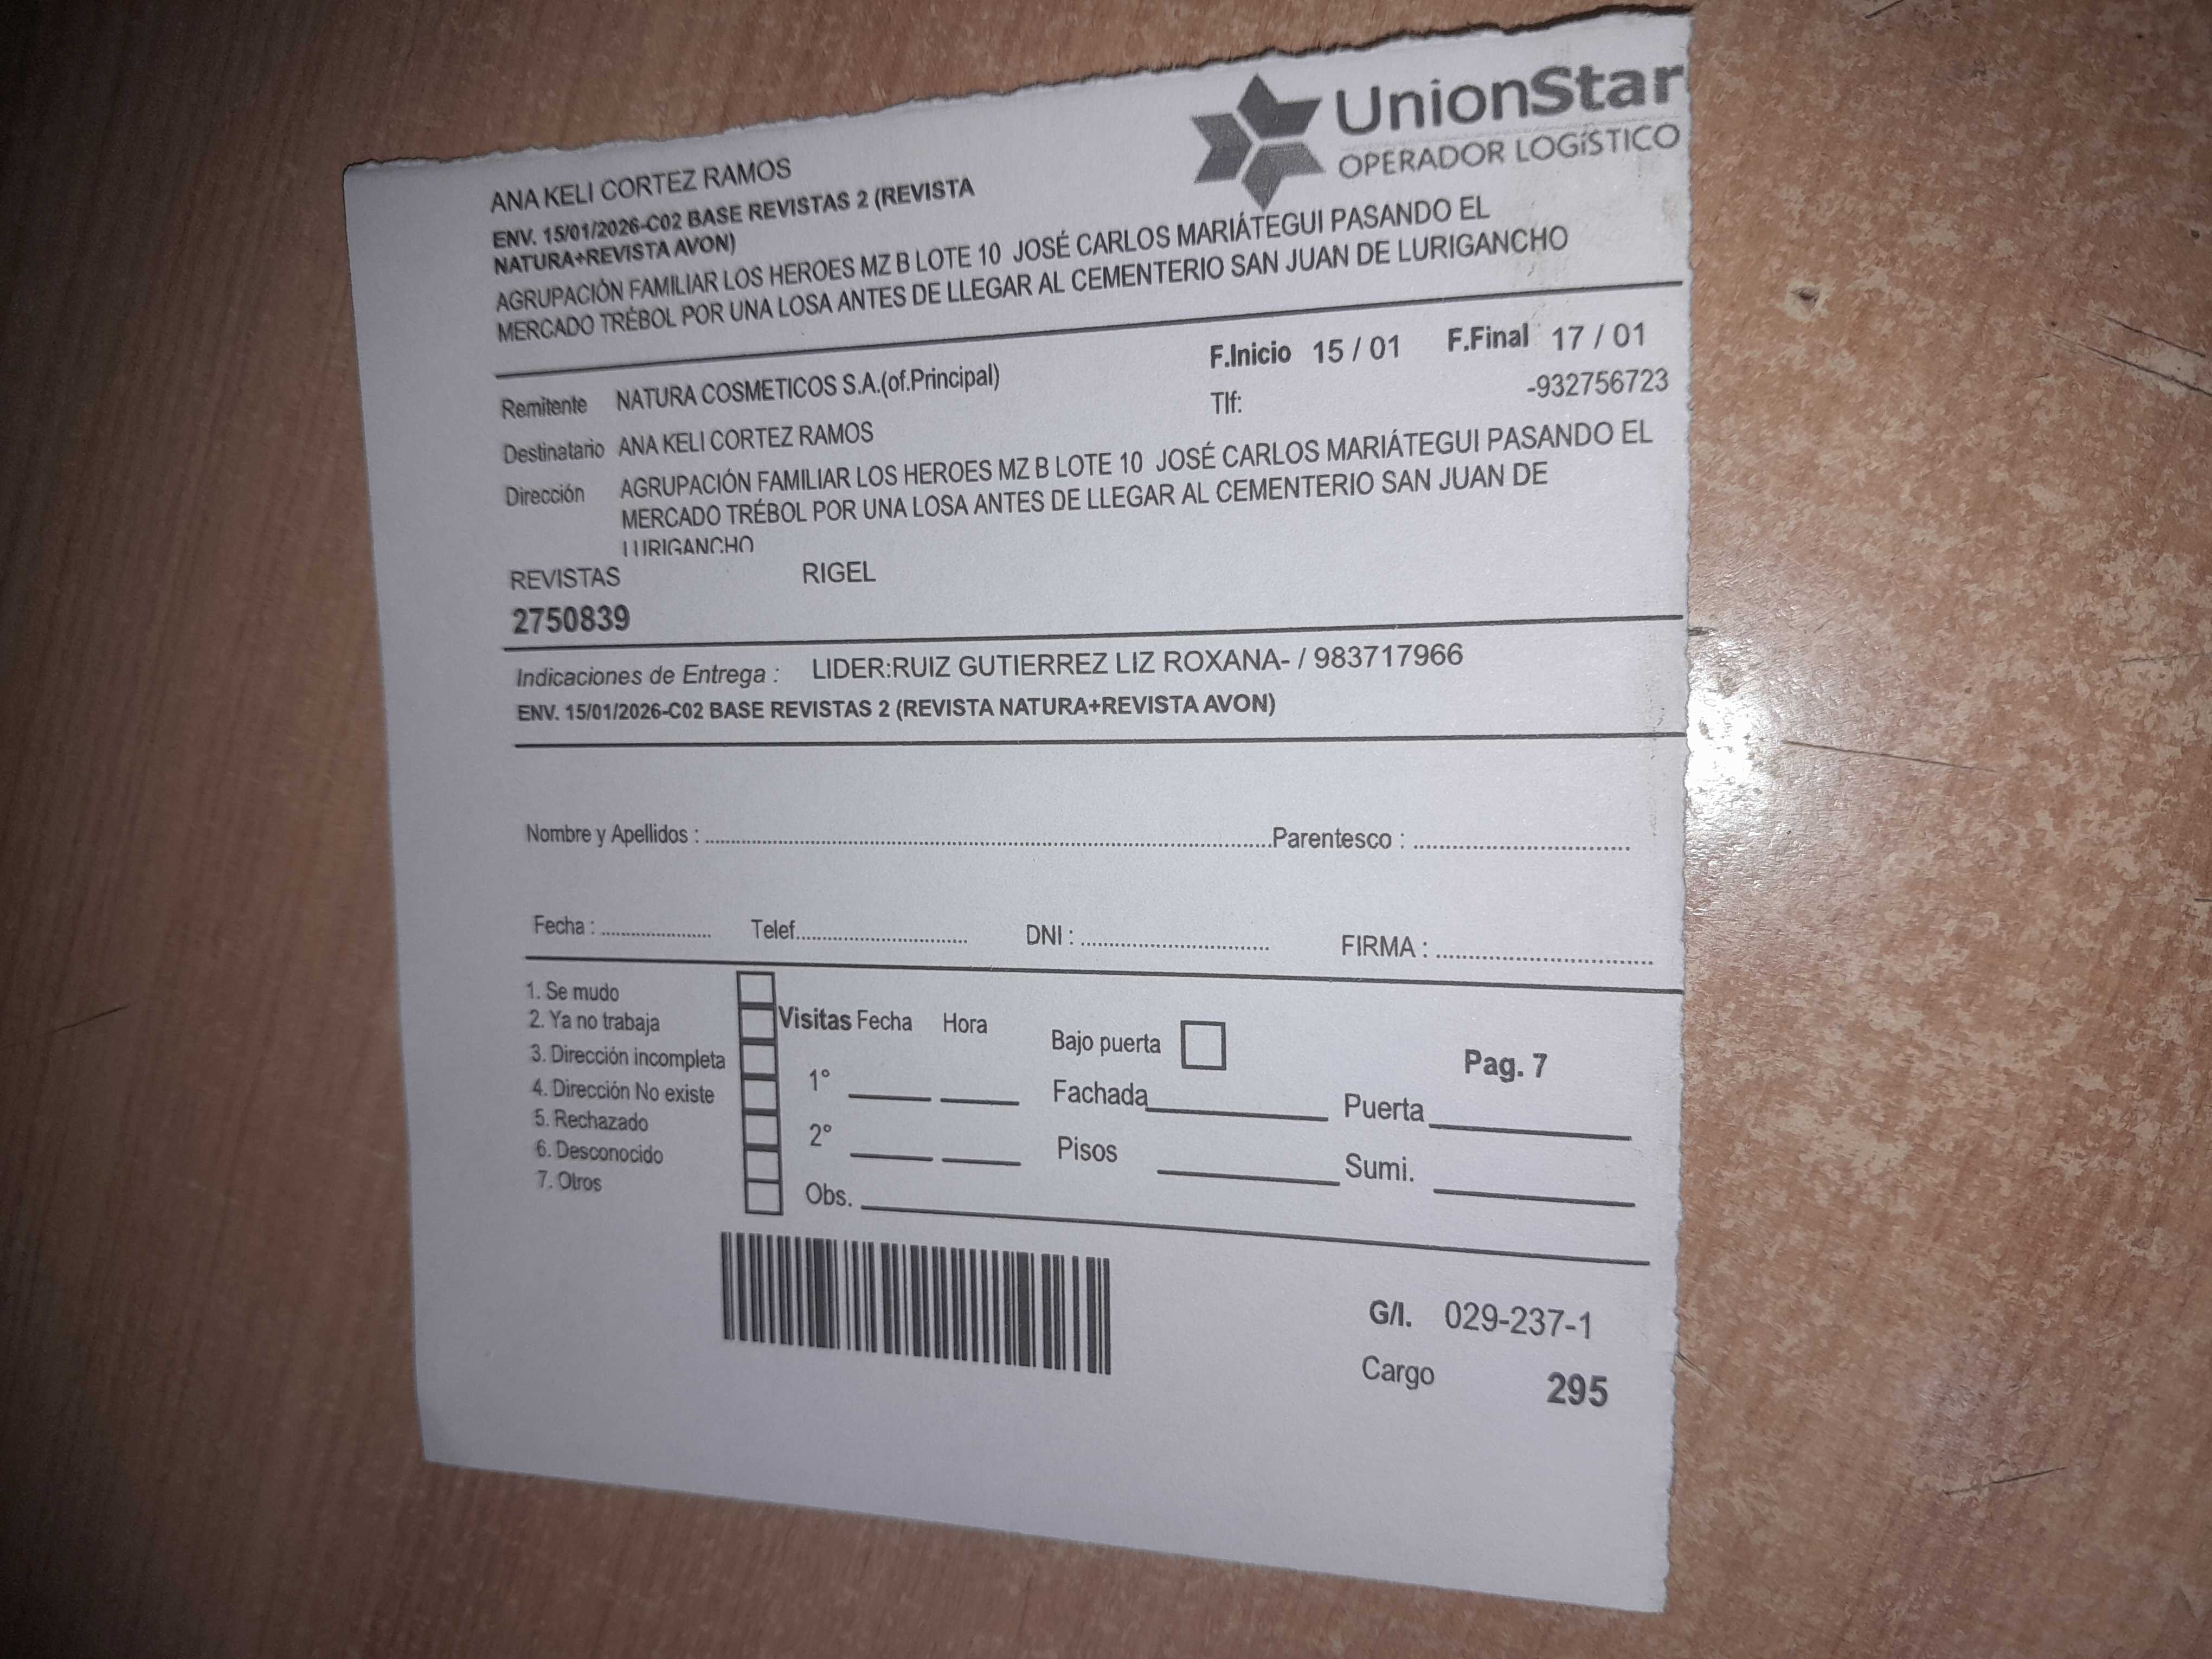 UnionStar
OPERADOR LOGÍSTICO
ANA KELI CORTEZ RAMOS
ENV. 15/01/2026-C02 BASE REVISTAS 2 (REVISTA
NATURA+REVISTA AVON)
AGRUPACIÓN FAMILIAR LOS HEROES MZ B LOTE 10 JOSÉ CARLOS MARIÁTEGUI PASANDO EL
MERCADO TRÉBOL POR UNA LOSA ANTES DE LLEGAR AL CEMENTERIO SAN JUAN DE LURIGANCHO
F.Inicio 15 / 01 F.Final 17 / 01
Remitente NATURA COSMETICOS S.A.(of.Principal)
Tlf: -932756723
Destinatario ANA KELI CORTEZ RAMOS
Dirección AGRUPACIÓN FAMILIAR LOS HEROES MZ B LOTE 10 JOSÉ CARLOS MARIÁTEGUI PASANDO EL
MERCADO TRÉBOL POR UNA LOSA ANTES DE LLEGAR AL CEMENTERIO SAN JUAN DE
LURIGANCHO
REVISTAS RIGEL
2750839
Indicaciones de Entrega : LIDER:RUIZ GUTIERREZ LIZ ROXANA- / 983717966
ENV. 15/01/2026-C02 BASE REVISTAS 2 (REVISTA NATURA+REVISTA AVON)
Nombre y Apellidos : Parentesco :
Fecha : Telef. DNI : FIRMA :
1. Se mudo
2. Ya no trabaja
3. Dirección incompleta
4. Dirección No existe
5. Rechazado
6. Desconocido
7. Otros
Visitas Fecha Hora
1°
2°
Obs.
Bajo puerta
Pag. 7
Fachada Puerta
Pisos Sumi.
G/I. 029-237-1
Cargo 295